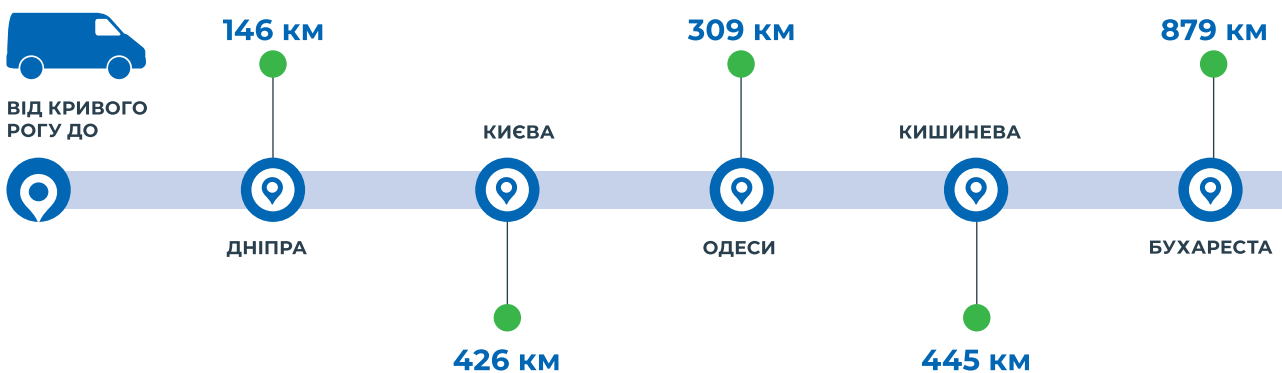 ВІД КРИВОГО
РОГУ ДО
146 км
ДНІПРА
КИЄВА
426 км
309 км
ОДЕСИ
КИШИНЕВА
445 км
879 км
БУХАРЕСТА